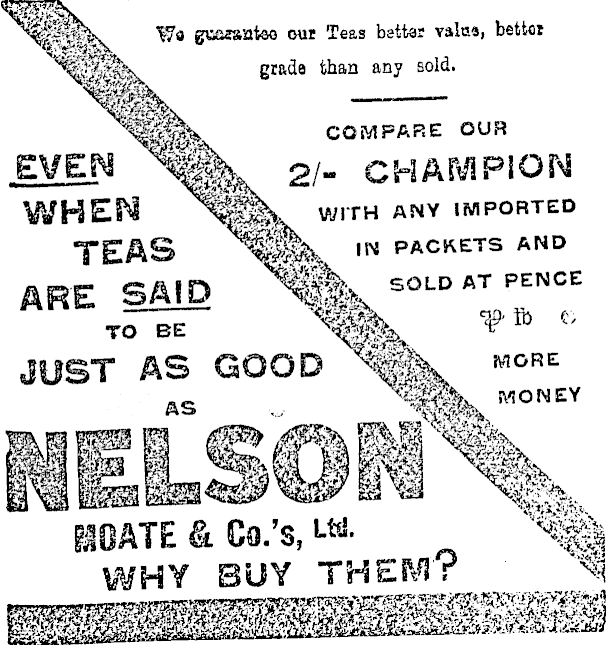 We guarantee our Teas better value, better
grade than any sold.
COMPARE OUR
2/- CHAMPION
WITH ANY IMPORTED
IN PACKETS AND
SOLD AT PENCE
℔
MORE
MONEY
EVEN
WHEN
TEAS
ARE SAID
TO BE
JUST AS GOOD
AS
NELSON
MOATE & Co.'s, Ltd.
WHY BUY THEM?